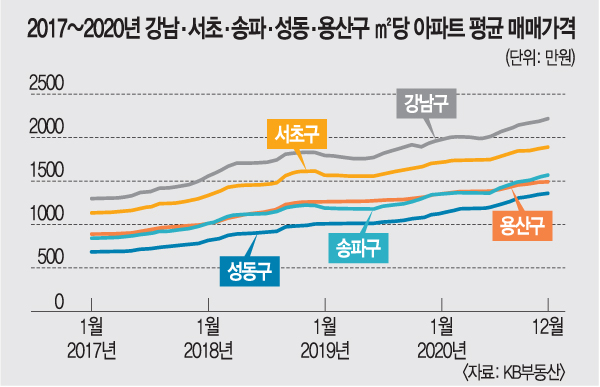 2017~2020년 강남·서초·송파·성동·용산구 ㎡당 아파트 평균 매매가격
(단위: 만원)
2500
강남구
2000
서초구
1500
1000
용산구
송파구
성동구
500
0
1월 1월 1월 1월 12월
2017년 2018년 2019년 2020년
〈자료: KB부동산〉